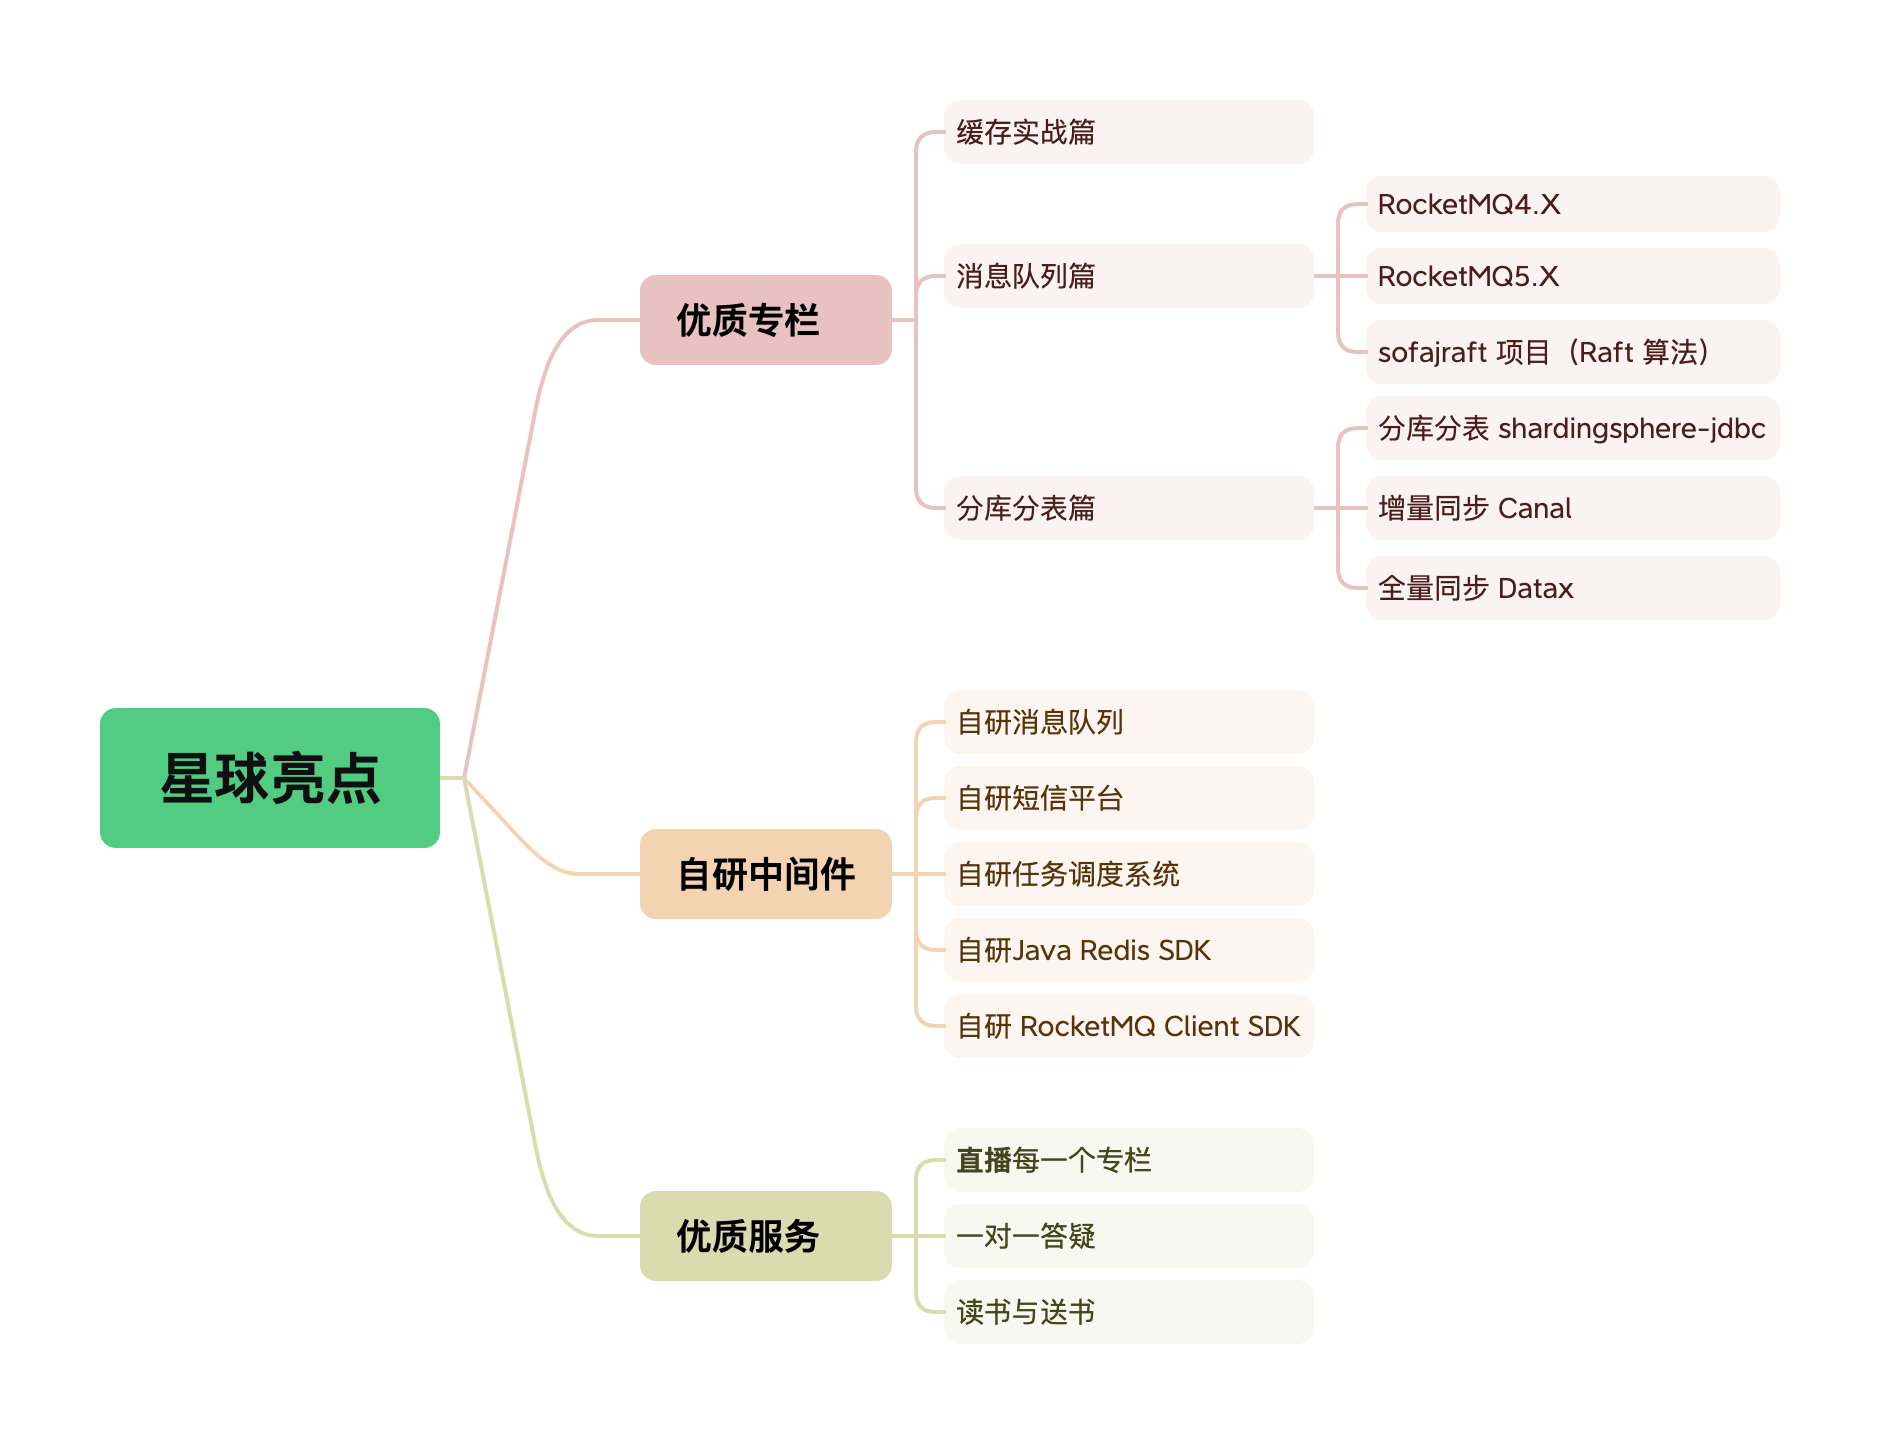 星球亮点
优质专栏
缓存实战篇
消息队列篇
RocketMQ4.X
RocketMQ5.X
sofajraft 项目（Raft 算法）
分库分表篇
分库分表 shardingsphere-jdbc
增量同步 Canal
全量同步 Datax
自研中间件
自研消息队列
自研短信平台
自研任务调度系统
自研Java Redis SDK
自研 RocketMQ Client SDK
优质服务
直播每一个专栏
一对一答疑
读书与送书